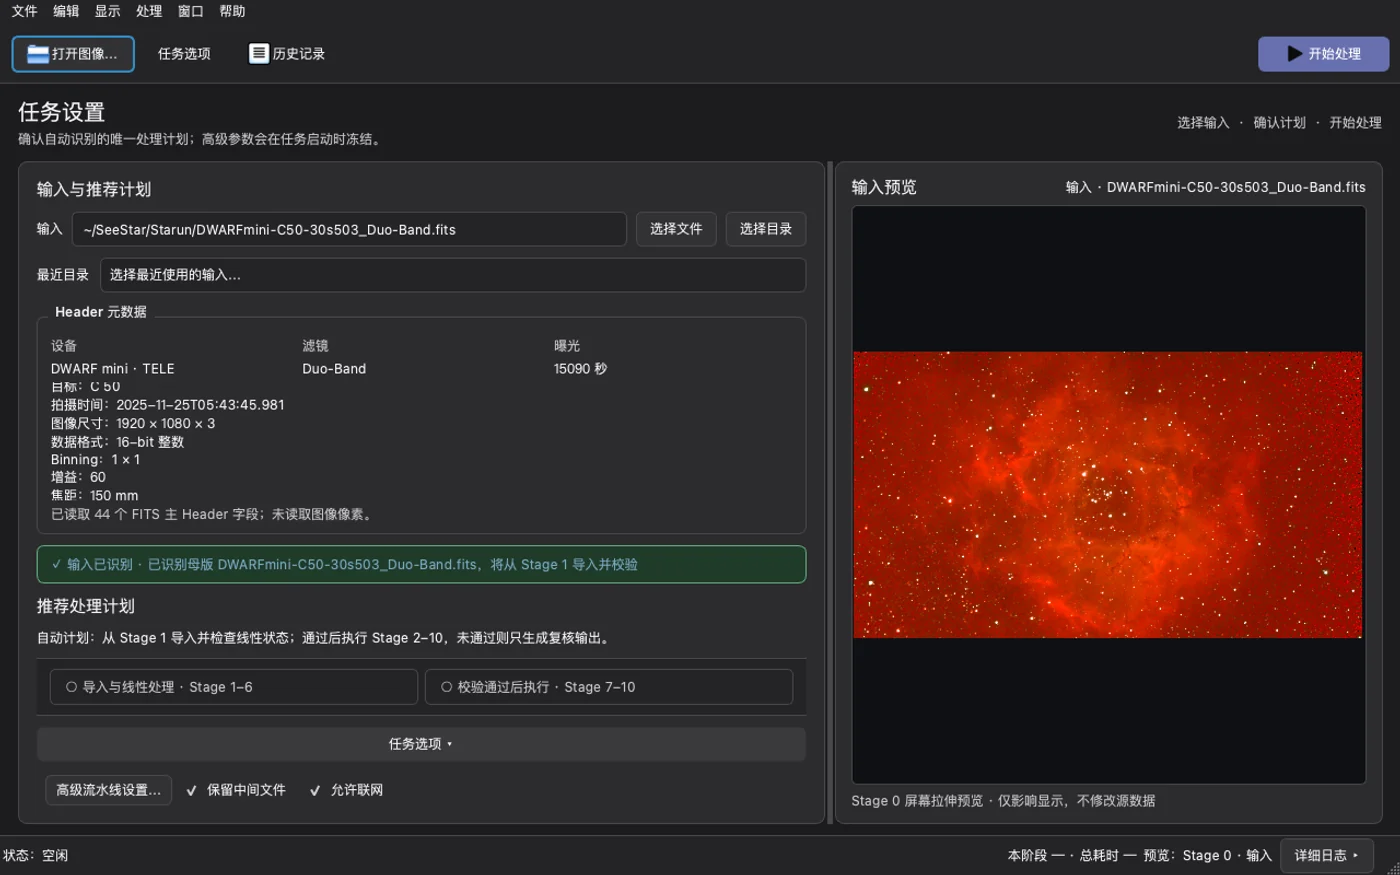 文件 编辑 显示 处理 窗口 帮助
打开图像... 任务选项 历史记录 开始处理
任务设置
确认自动识别的唯一处理计划；高级参数会在任务启动时冻结。
选择输入 · 确认计划 · 开始处理
输入与推荐计划
输入 ~/SeeStar/Starun/DWARFmini-C50-30s503_Duo-Band.fits 选择文件 选择目录
最近目录 选择最近使用的输入...
Header 元数据
设备 滤镜 曝光
DWARF mini · TELE Duo-Band 15090 秒
目标：C 50
拍摄时间：2025-11-25T05:43:45.981
图像尺寸：1920 × 1080 × 3
数据格式：16-bit 整数
Binning：1 × 1
增益：60
焦距：150 mm
已读取 44 个 FITS 主 Header 字段；未读取图像像素。
✓ 输入已识别 · 已识别母版 DWARFmini-C50-30s503_Duo-Band.fits，将从 Stage 1 导入并校验
推荐处理计划
自动计划：从 Stage 1 导入并检查线性状态；通过后执行 Stage 2–10，未通过则只生成复核输出。
○ 导入与线性处理 · Stage 1–6 ○ 校验通过后执行 · Stage 7–10
任务选项 ▾
高级流水线设置... ✓ 保留中间文件 ✓ 允许联网
输入预览 输入 · DWARFmini-C50-30s503_Duo-Band.fits
Stage 0 屏幕拉伸预览 · 仅影响显示，不修改源数据
状态：空闲 本阶段 — · 总耗时 — 预览：Stage 0 · 输入 详细日志 ▸